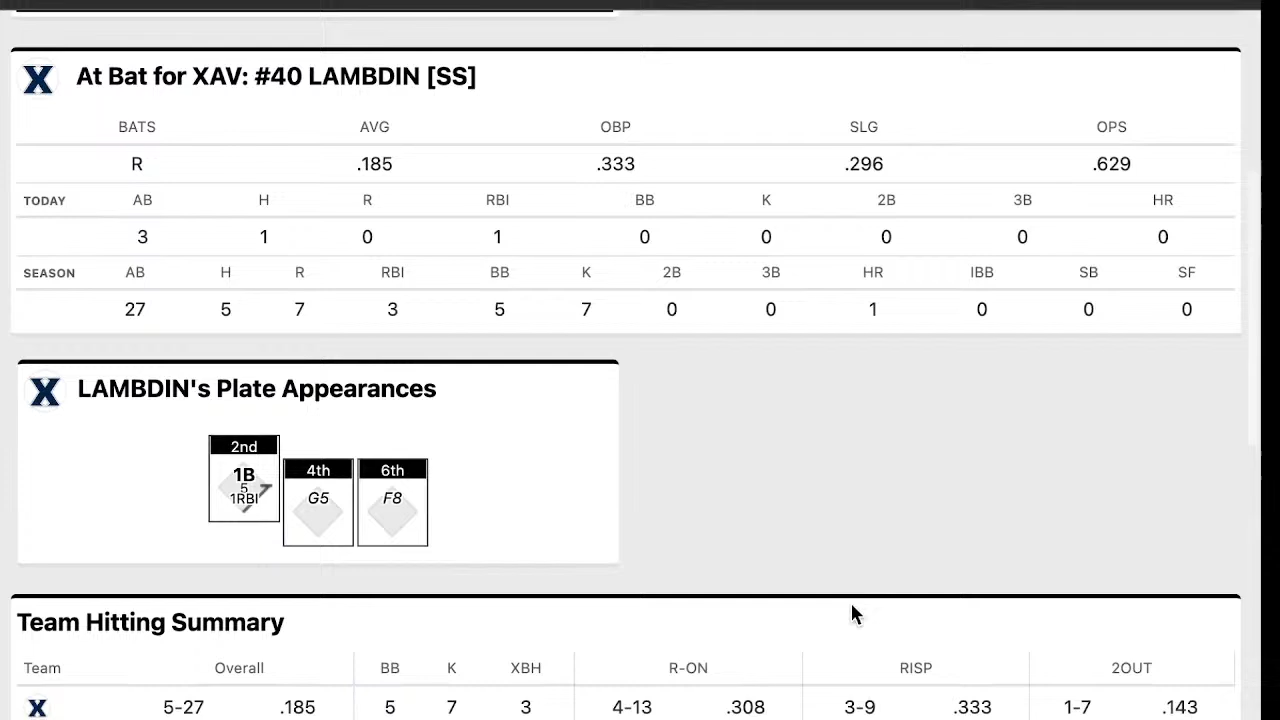 X At Bat for XAV: #40 LAMBDIN [SS]
BATS AVG OBP SLG OPS
R .185 .333 .296 .629
TODAY AB H R RBI BB K 2B 3B HR
3 1 0 1 0 0 0 0 0
SEASON AB H R RBI BB K 2B 3B HR IBB SB SF
27 5 7 3 5 7 0 0 1 0 0 0
X LAMBDIN's Plate Appearances
2nd
1B
5
1RBI
4th
G5
6th
F8
Team Hitting Summary
Team Overall BB K XBH R-ON RISP 2OUT
X 5-27 .185 5 7 3 4-13 .308 3-9 .333 1-7 .143